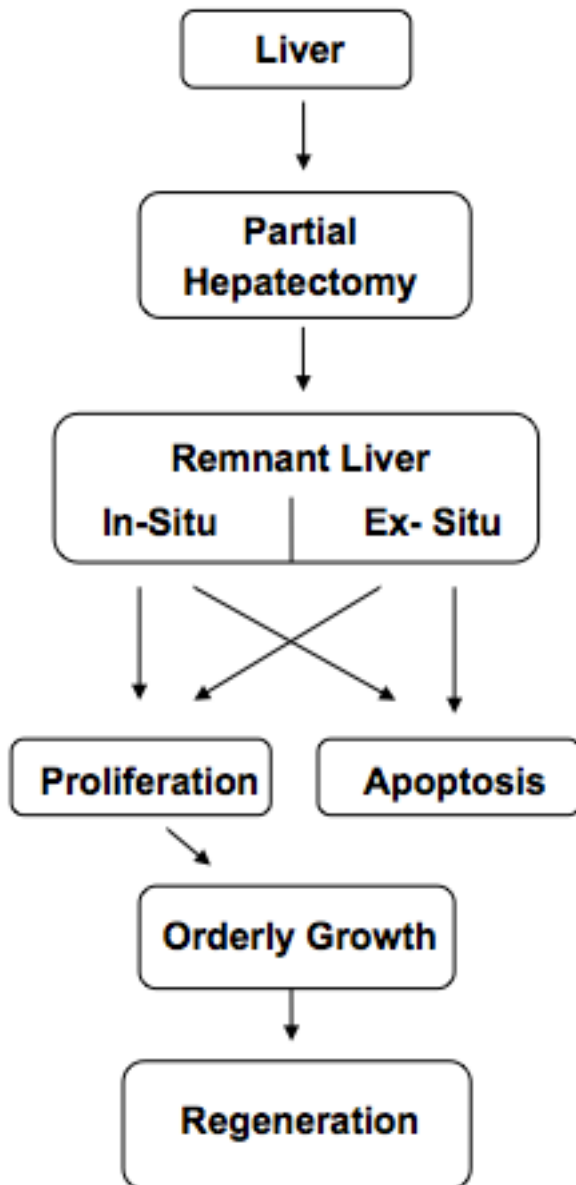 Liver
Partial
Hepatectomy
Remnant Liver
In-Situ Ex- Situ
Proliferation Apoptosis
Orderly Growth
Regeneration